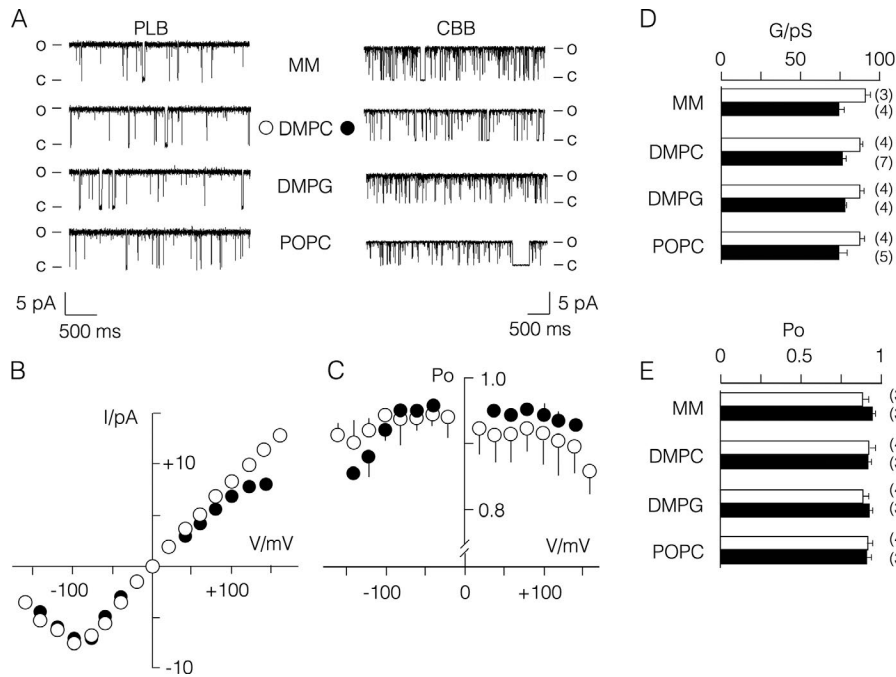 A
PLB
CBB
O
C
MM
O
C
O
C
DMPC
O
C
O
C
DMPG
O
C
O
C
POPC
O
C
5 pA
500 ms
5 pA
500 ms
B
I/pA
+10
V/mV
-100
+100
-10
C
Po
1.0
0.8
V/mV
-100
0
+100
D
G/pS
0
50
100
MM
(3)
(4)
DMPC
(4)
(7)
DMPG
(4)
(4)
POPC
(4)
(5)
E
Po
0
0.5
1
MM
DMPC
DMPG
POPC